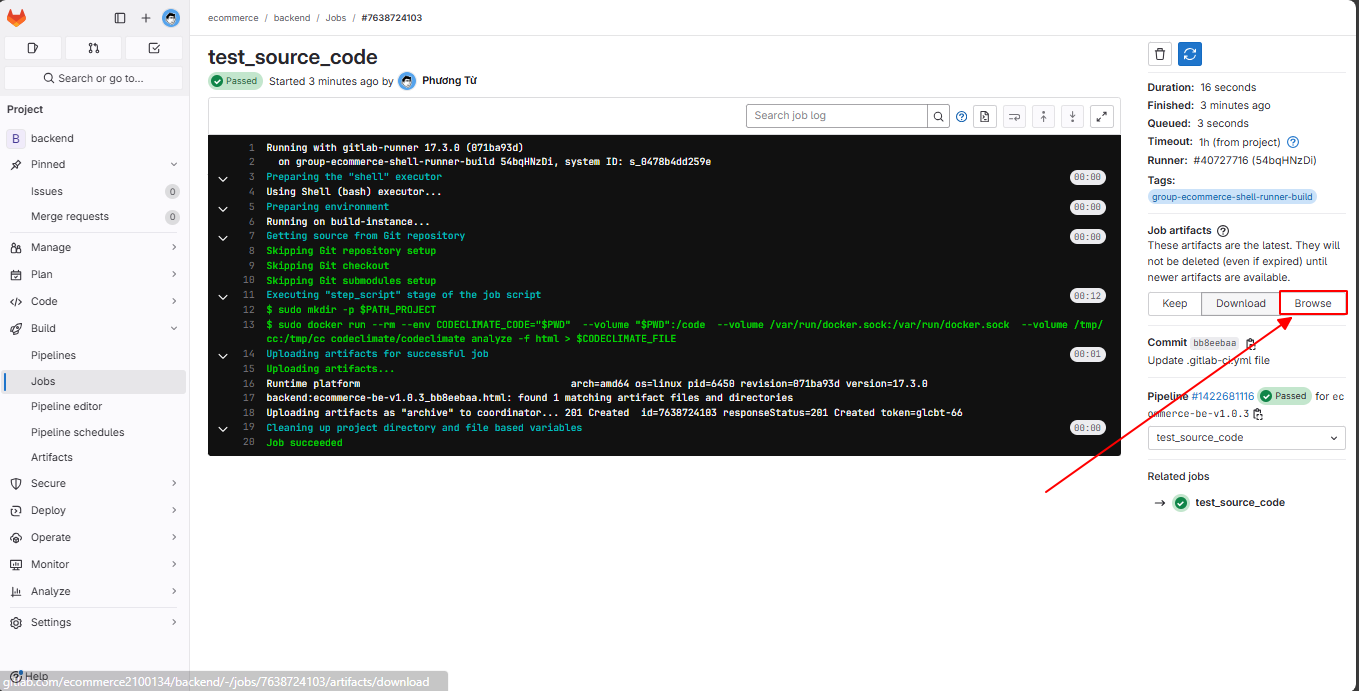 ecommerce / backend / Jobs / #7638724103
Search or go to...
Project
B backend
Pinned
Issues 0
Merge requests 0
Manage
Plan
Code
Build
Pipelines
Jobs
Pipeline editor
Pipeline schedules
Artifacts
Secure
Deploy
Operate
Monitor
Analyze
Settings
Help
gitlab.com/ecommerce2100134/backend/-/jobs/7638724103/artifacts/download
test_source_code
Passed Started 3 minutes ago by Phương Từ
Search job log
1 Running with gitlab-runner 17.3.0 (071ba93d)
2 on group-ecommerce-shell-runner-build 54bqHNzDi, system ID: s_0478b4dd259e
3 Preparing the "shell" executor 00:00
4 Using Shell (bash) executor...
5 Preparing environment 00:00
6 Running on build-instance...
7 Getting source from Git repository 00:00
8 Skipping Git repository setup
9 Skipping Git checkout
10 Skipping Git submodules setup
11 Executing "step_script" stage of the job script 00:12
12 $ sudo mkdir -p $PATH_PROJECT
13 $ sudo docker run --rm --env CODECLIMATE_CODE="$PWD" --volume "$PWD":/code --volume /var/run/docker.sock:/var/run/docker.sock --volume /tmp/
cc:/tmp/cc codeclimate/codeclimate analyze -f html > $CODECLIMATE_FILE
14 Uploading artifacts for successful job 00:01
15 Uploading artifacts...
16 Runtime platform arch=amd64 os=linux pid=6450 revision=071ba93d version=17.3.0
17 backend:ecommerce-be-v1.0.3_bb8eebaa.html: found 1 matching artifact files and directories
18 Uploading artifacts as "archive" to coordinator... 201 Created id=7638724103 responseStatus=201 Created token=glcbt-66
19 Cleaning up project directory and file based variables 00:00
20 Job succeeded
Duration: 16 seconds
Finished: 3 minutes ago
Queued: 3 seconds
Timeout: 1h (from project)
Runner: #40727716 (54bqHNzDi)
Tags:
group-ecommerce-shell-runner-build
Job artifacts
These artifacts are the latest. They will
not be deleted (even if expired) until
newer artifacts are available.
Keep Download Browse
Commit bb8eebaa
Update .gitlab-ci.yml file
Pipeline #1422681116 Passed for ec
ommerce-be-v1.0.3
test_source_code
Related jobs
test_source_code